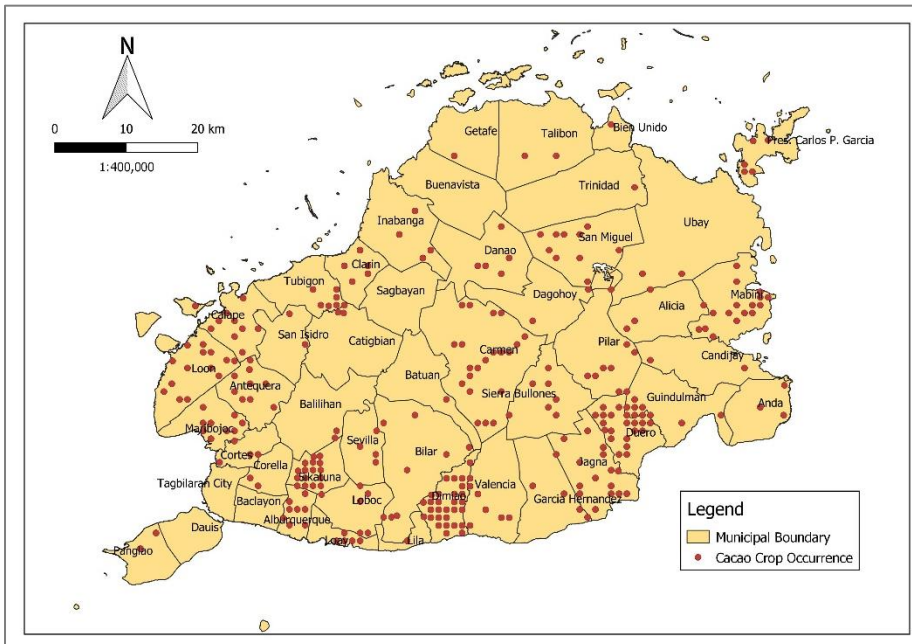 N
0 10 20 km
1:400,000
Getafe
Talibon
Bien Unido
Pres. Carlos P. Garcia
Buenavista
Trinidad
Inabanga
Ubay
Danao
San Miguel
Clarin
Tubigon
Sagbayan
Dagohoy
Alicia
Mabini
Calape
San Isidro
Catigbian
Carmen
Pilar
Candijay
Loon
Antequera
Batuan
Sierra Bullones
Guindulman
Anda
Balilihan
Maribojoc
Sevilla
Bilar
Duero
Cortes
Corella
Sikatuna
Jagna
Tagbilaran City
Baclayon
Loboc
Dimiao
Valencia
Garcia Hernandez
Alburquerque
Dauis
Loay
Lila
Panglao
Legend
Municipal Boundary
Cacao Crop Occurrence